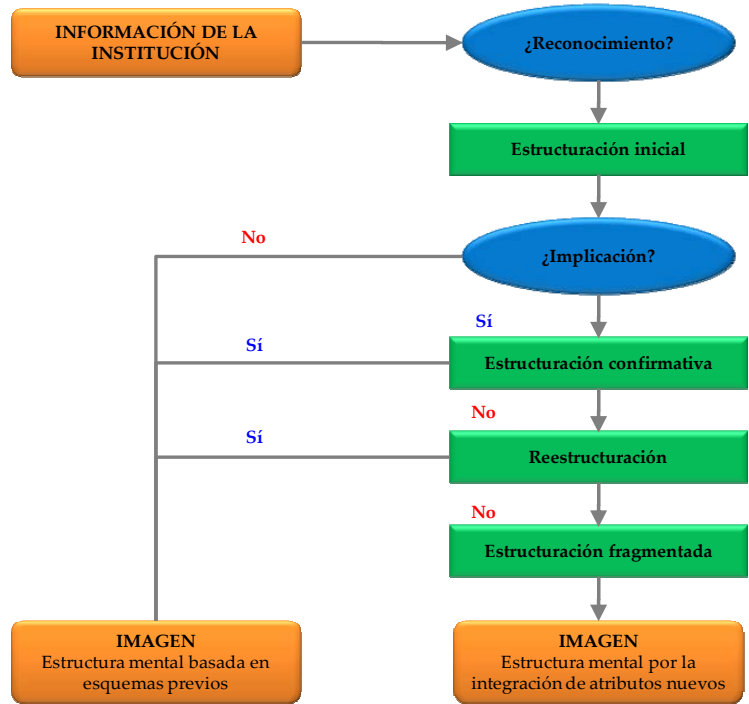 INFORMACIÓN DE LA
INSTITUCIÓN
¿Reconocimiento?
Estructuración inicial
No
¿Implicación?
Sí
Sí
Estructuración confirmativa
No
Sí
Reestructuración
No
Estructuración fragmentada
IMAGEN
Estructura mental basada en
esquemas previos
IMAGEN
Estructura mental por la
integración de atributos nuevos